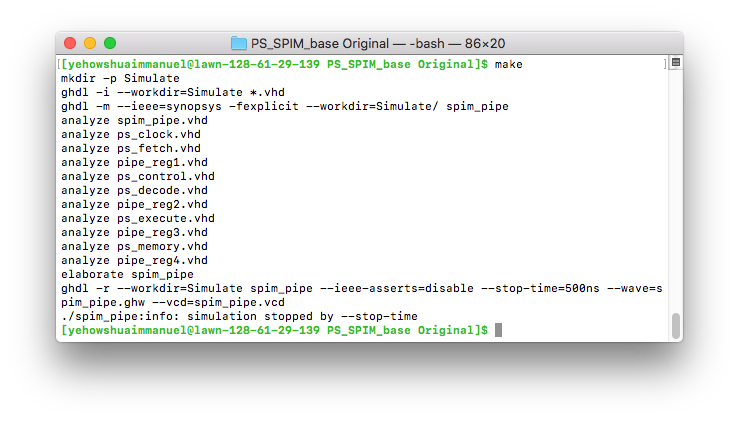 PS_SPIM_base Original — -bash — 86×20
[yehowshuaimmanuel@lawn-128-61-29-139 PS_SPIM_base Original]$ make
mkdir -p Simulate
ghdl -i --workdir=Simulate *.vhd
ghdl -m --ieee=synopsys -fexplicit --workdir=Simulate/ spim_pipe
analyze spim_pipe.vhd
analyze ps_clock.vhd
analyze ps_fetch.vhd
analyze pipe_reg1.vhd
analyze ps_control.vhd
analyze ps_decode.vhd
analyze pipe_reg2.vhd
analyze ps_execute.vhd
analyze pipe_reg3.vhd
analyze ps_memory.vhd
analyze pipe_reg4.vhd
elaborate spim_pipe
ghdl -r --workdir=Simulate spim_pipe --ieee-asserts=disable --stop-time=500ns --wave=s
pim_pipe.ghw --vcd=spim_pipe.vcd
./spim_pipe:info: simulation stopped by --stop-time
[yehowshuaimmanuel@lawn-128-61-29-139 PS_SPIM_base Original]$